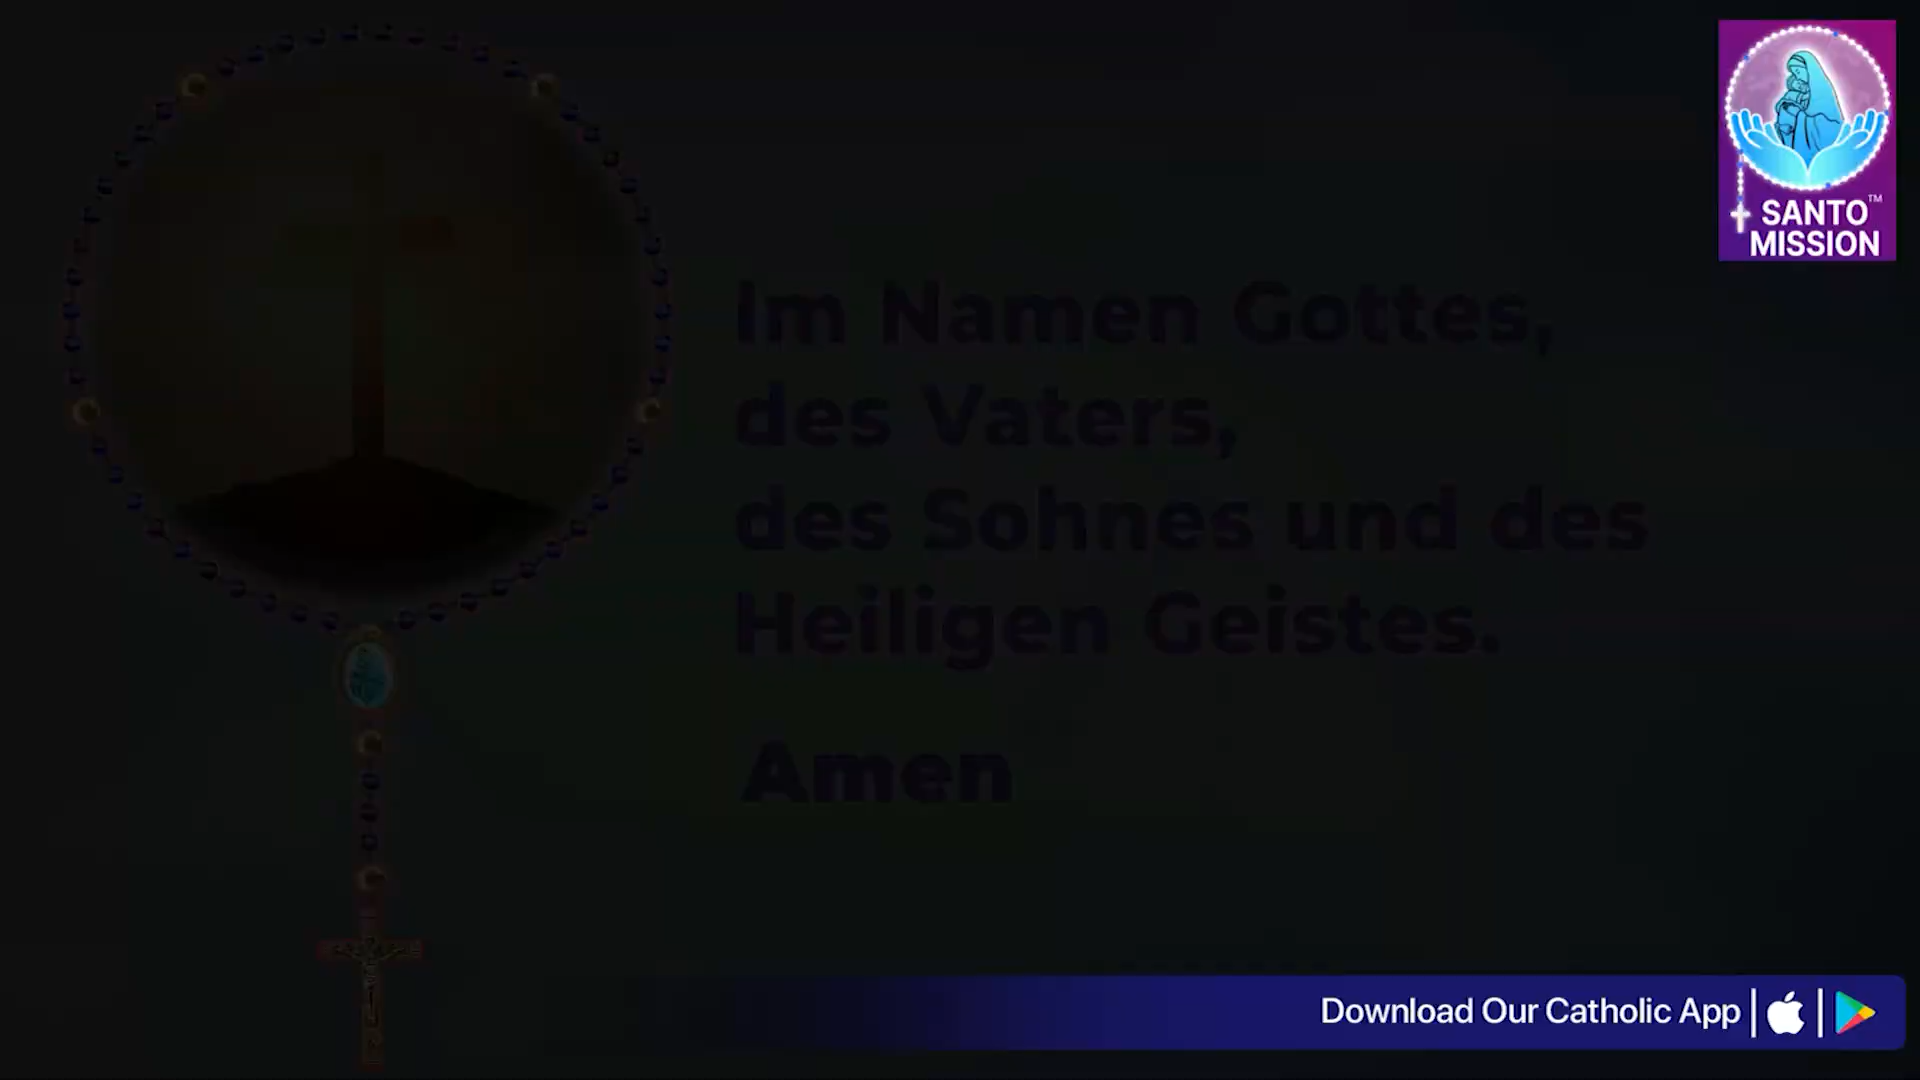 SANTO™
MISSION
Im Namen Gottes,
des Vaters,
des Sohnes und des
Heiligen Geistes.
Amen
Download Our Catholic App